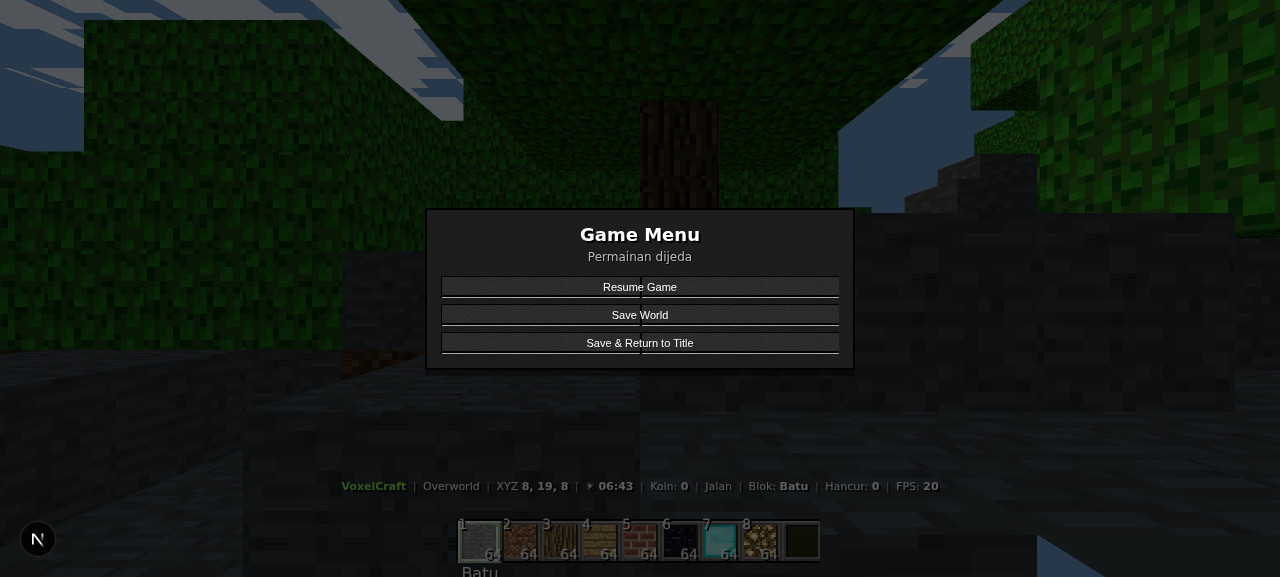 Game Menu
Permainan dijeda
Resume Game
Save World
Save & Return to Title
VoxelCraft | Overworld | XYZ 8, 19, 8 | ☀ 06:43 | Koin: 0 | Jalan | Blok: Batu | Hancur: 0 | FPS: 20
1 2 3 4 5 6 7 8
64 64 64 64 64 64 64 64
Batu
N